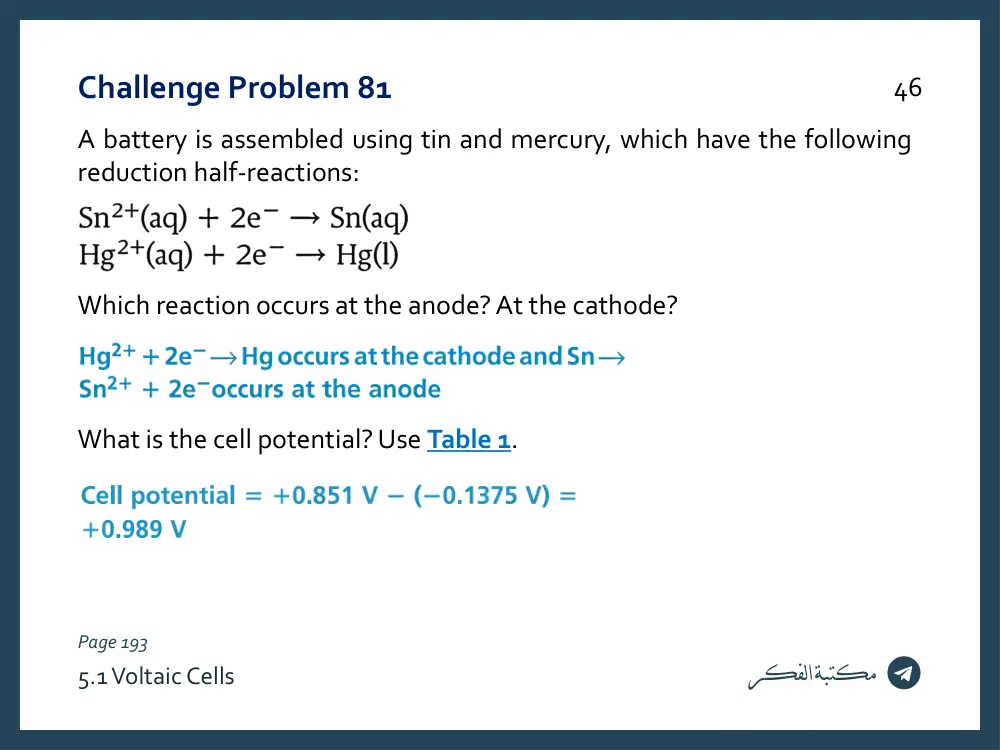 Challenge Problem 81
46
A battery is assembled using tin and mercury, which have the following
reduction half-reactions:
Sn²⁺(aq) + 2e⁻ → Sn(aq)
Hg²⁺(aq) + 2e⁻ → Hg(l)
Which reaction occurs at the anode? At the cathode?
Hg²⁺ + 2e⁻ → Hg occurs at the cathode and Sn →
Sn²⁺ + 2e⁻ occurs at the anode
What is the cell potential? Use Table 1.
Cell potential = +0.851 V − (−0.1375 V) =
+0.989 V
Page 193
5.1 Voltaic Cells
مكتبة الفكر